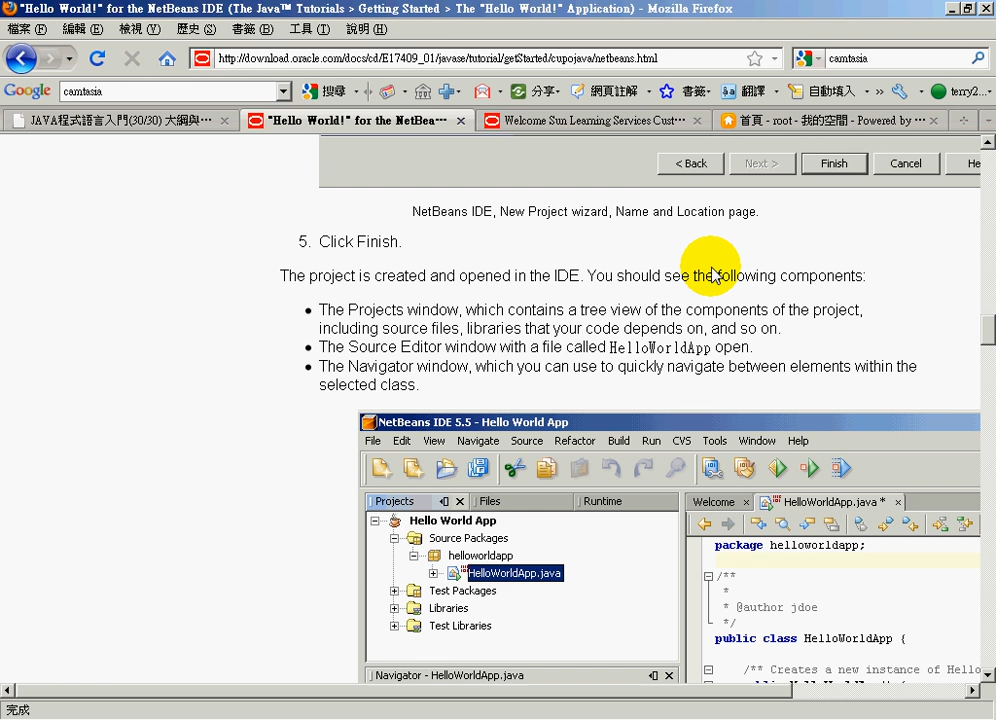 "Hello World!" for the NetBeans IDE (The Java™ Tutorials > Getting Started > The "Hello World!" Application) - Mozilla Firefox
檔案 (F) 編輯 (E) 檢視 (V) 歷史 (S) 書籤 (B) 工具 (T) 說明 (H)
http://download.oracle.com/docs/cd/E17409_01/javase/tutorial/getStarted/cupojava/netbeans.html camtasia
Google camtasia 搜尋 分享 網頁註解 書籤 翻譯 自動填入 » terry2...
JAVA程式語言入門(30/30) 大綱與... "Hello World!" for the NetBea... Welcome Sun Learning Services Cust... 首頁 - root - 我的空間 - Powered by ...
< Back Next > Finish Cancel He
NetBeans IDE, New Project wizard, Name and Location page.
5. Click Finish.
The project is created and opened in the IDE. You should see the following components:
• The Projects window, which contains a tree view of the components of the project,
including source files, libraries that your code depends on, and so on.
• The Source Editor window with a file called HelloWorldApp open.
• The Navigator window, which you can use to quickly navigate between elements within the
selected class.
NetBeans IDE 5.5 - Hello World App
File Edit View Navigate Source Refactor Build Run CVS Tools Window Help
Projects Files Runtime
Welcome HelloWorldApp.java *
Hello World App
Source Packages
helloworldapp
HelloWorldApp.java
Test Packages
Libraries
Test Libraries
Navigator - HelloWorldApp.java
package helloworldapp;
/**
*
* @author jdoe
*/
public class HelloWorldApp {
/** Creates a new instance of Hello
完成